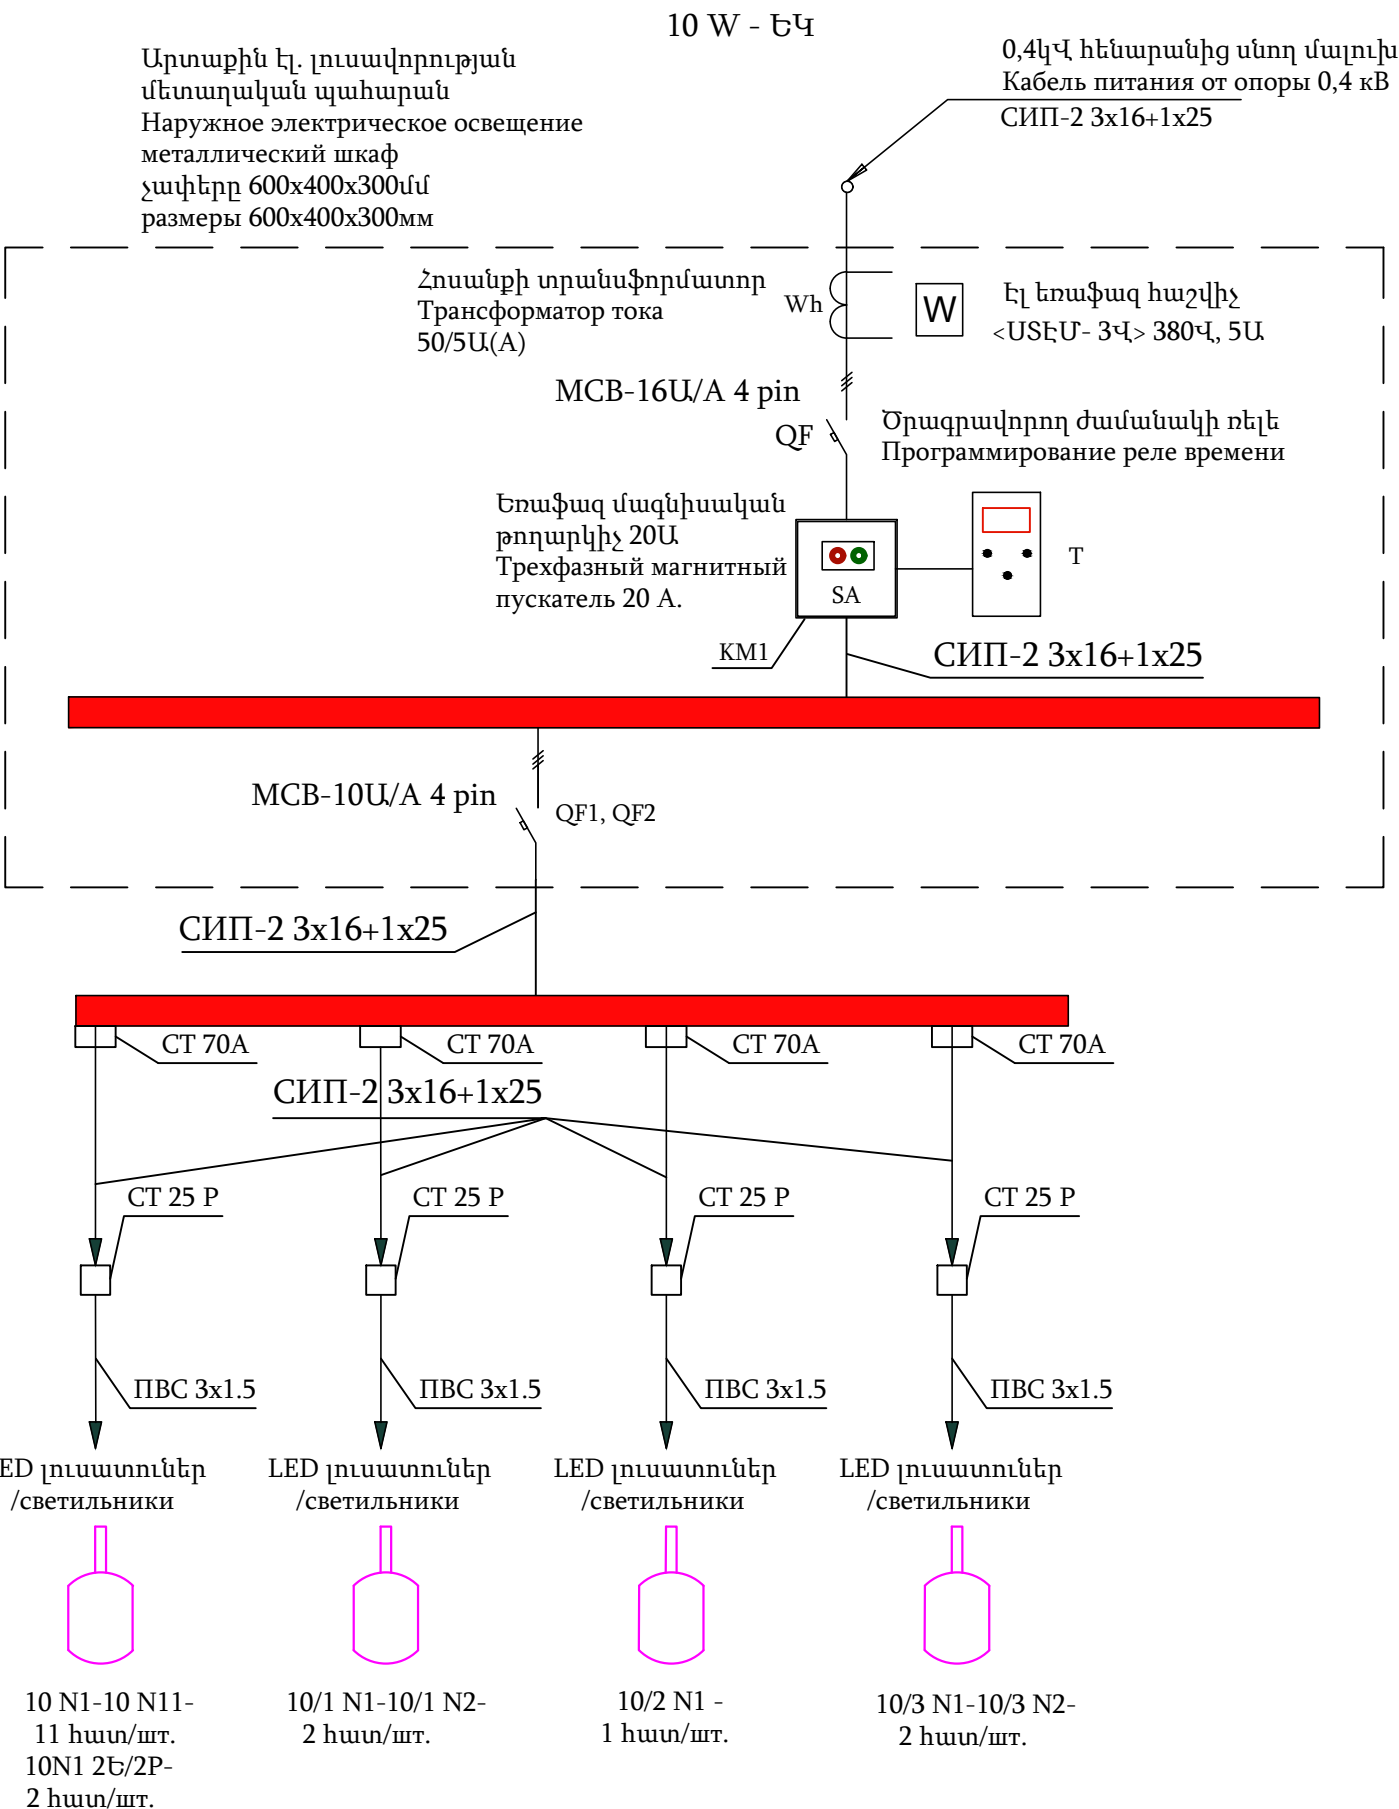 10 W - ԵԿ
Արտաքին էլ. լուսավորության
մետաղական պահարան
Наружное электрическое освещение
металлический шкаф
չափերը 600x400x300մմ
размеры 600x400x300мм
0,4կՎ հենարանից սնող մալուխ
Кабель питания от опоры 0,4 кВ
СИП-2 3x16+1x25
Հոսանքի տրանսֆորմատոր
Трансформатор тока
50/5Ա(A)
Wh
W
Էլ եռաֆազ հաշվիչ
<ՍՏԷՄ- 3Վ> 380Վ, 5Ա
MCB-16Ա/A 4 pin
QF
Ծրագրավորող ժամանակի ռելե
Программирование реле времени
Եռաֆազ մագնիսական
թողարկիչ 20Ա
Трехфазный магнитный
пускатель 20 А.
SA
T
KM1
СИП-2 3x16+1x25
MCB-10Ա/A 4 pin
QF1, QF2
СИП-2 3x16+1x25
CT 70A
CT 70A
CT 70A
CT 70A
СИП-2 3x16+1x25
CT 25 P
CT 25 P
CT 25 P
CT 25 P
ПВС 3x1.5
ПВС 3x1.5
ПВС 3x1.5
ПВС 3x1.5
ED լուսատուներ
/светильники
LED լուսատուներ
/светильники
LED լուսատուներ
/светильники
LED լուսատուներ
/светильники
10 N1-10 N11-
11 հատ/шт.
10N1 2Ե/2Р-
2 հատ/шт.
10/1 N1-10/1 N2-
2 հատ/шт.
10/2 N1 -
1 հատ/шт.
10/3 N1-10/3 N2-
2 հատ/шт.